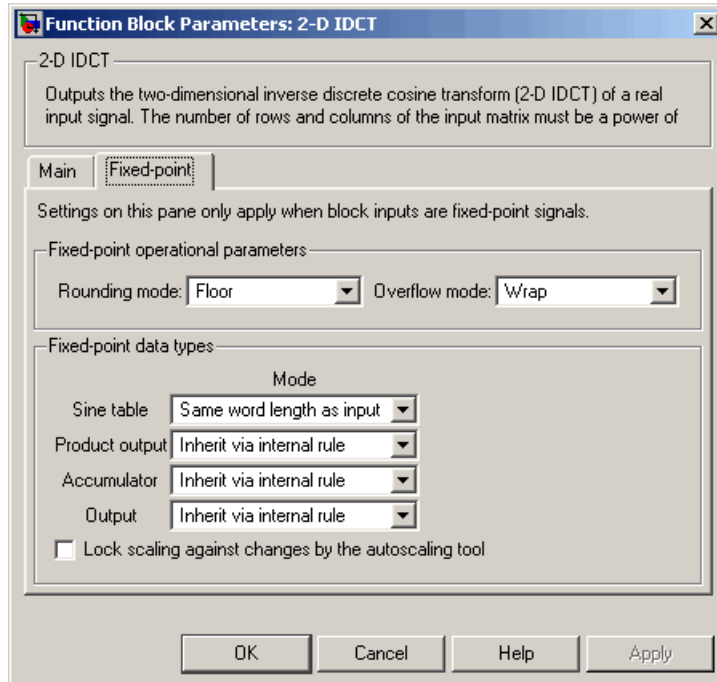 Function Block Parameters: 2-D IDCT
2-D IDCT
Outputs the two-dimensional inverse discrete cosine transform (2-D IDCT) of a real
input signal. The number of rows and columns of the input matrix must be a power of
Main Fixed-point
Settings on this pane only apply when block inputs are fixed-point signals.
Fixed-point operational parameters
Rounding mode: Floor Overflow mode: Wrap
Fixed-point data types
Mode
Sine table Same word length as input
Product output Inherit via internal rule
Accumulator Inherit via internal rule
Output Inherit via internal rule
Lock scaling against changes by the autoscaling tool
OK Cancel Help Apply